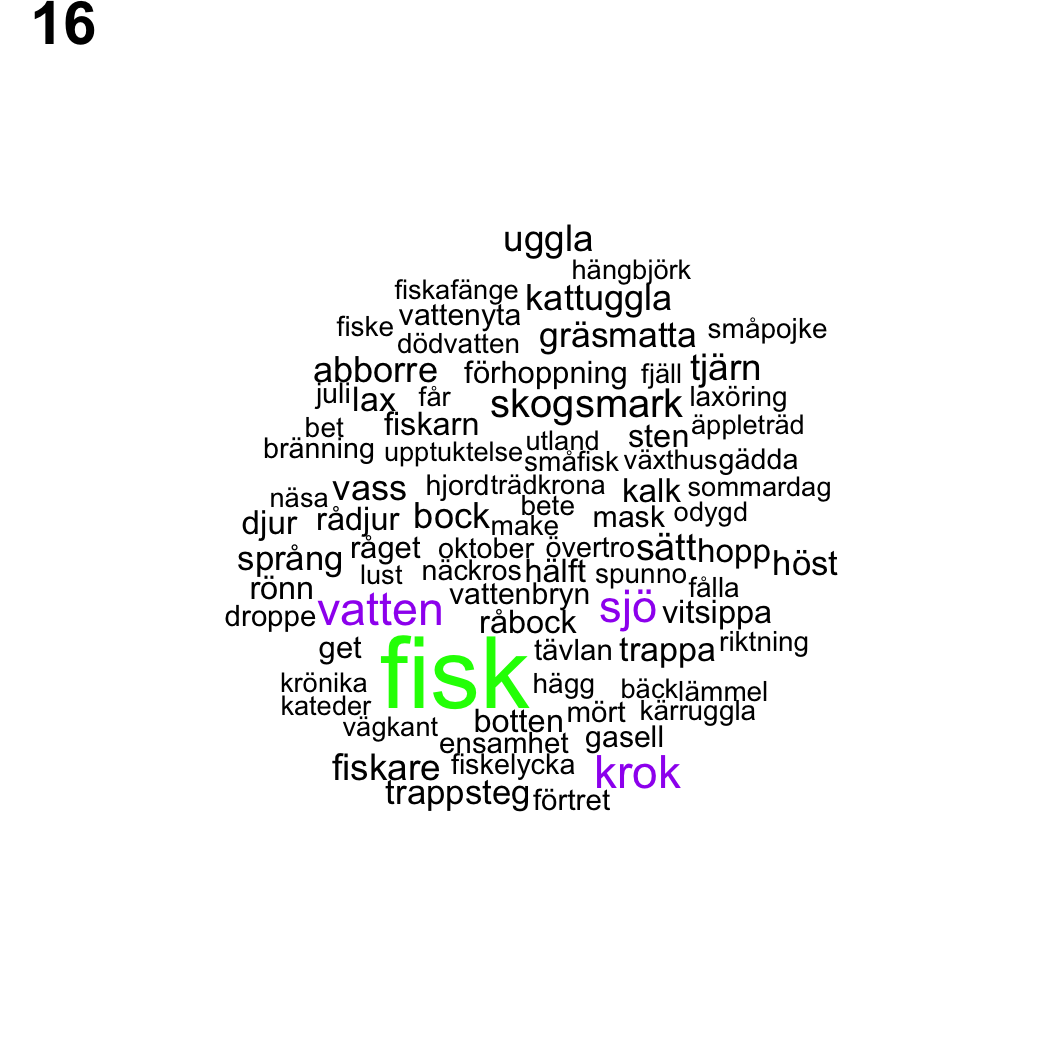 16
uggla
hängbjörk
fiskafänge kattuggla
vattenyta
fiske gräsmatta småpojke
dödvatten
abborre förhoppning fjäll tjärn
juli lax får skogsmark laxöring
bet fiskarn utland sten äppleträd
bränning upptuktelse småfisk växthus gädda
näsa vass hjord trädkrona kalk sommardag
djur rådjur bock make bete mask odygd
språng råget oktober övertro sätt hopp höst
lust näckros hälft spunno fålla
rönn vattenbryn
droppe vatten råbock sjö vitsippa
get fisk tävlan trappa riktning
krönika hägg bäck lämmel
kateder mört kärruggla
vägkant botten
ensamhet gasell
fiskare fiskelycka krok
trappsteg förtret